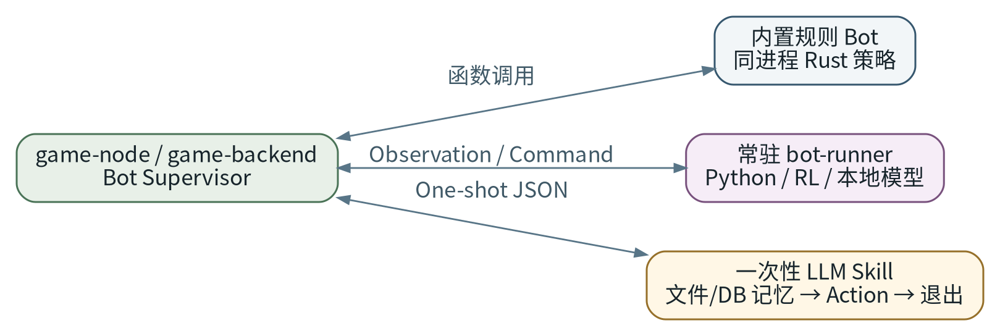 内置规则 Bot
同进程 Rust 策略
函数调用
game-node / game-backend
Bot Supervisor
Observation / Command
常驻 bot-runner
Python / RL / 本地模型
One-shot JSON
一次性 LLM Skill
文件/DB 记忆 → Action → 退出